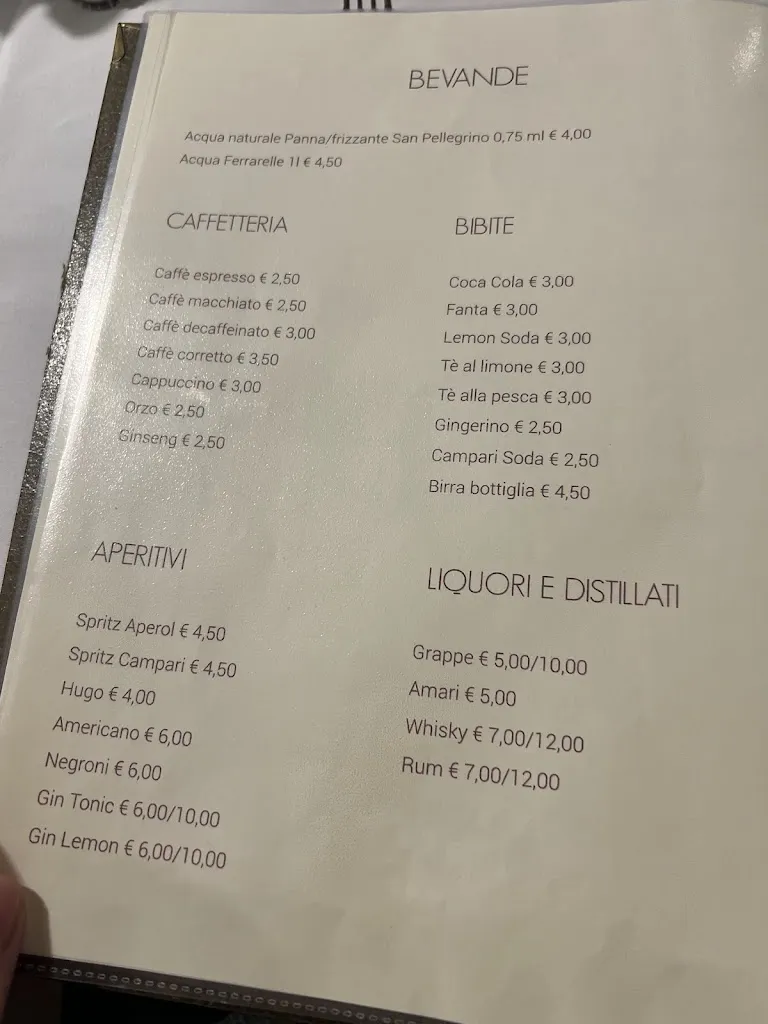 BEVANDE
Acqua naturale Panna/frizzante San Pellegrino 0,75 ml € 4,00
Acqua Ferrarelle 1l € 4,50
CAFFETTERIA
Caffè espresso € 2,50
Caffè macchiato € 2,50
Caffè decaffeinato € 3,00
Caffè corretto € 3,50
Cappuccino € 3,00
Orzo € 2,50
Ginseng € 2,50
BIBITE
Coca Cola € 3,00
Fanta € 3,00
Lemon Soda € 3,00
Tè al limone € 3,00
Tè alla pesca € 3,00
Gingerino € 2,50
Campari Soda € 2,50
Birra bottiglia € 4,50
APERITIVI
Spritz Aperol € 4,50
Spritz Campari € 4,50
Hugo € 4,00
Americano € 6,00
Negroni € 6,00
Gin Tonic € 6,00/10,00
Gin Lemon € 6,00/10,00
LIQUORI E DISTILLATI
Grappe € 5,00/10,00
Amari € 5,00
Whisky € 7,00/12,00
Rum € 7,00/12,00